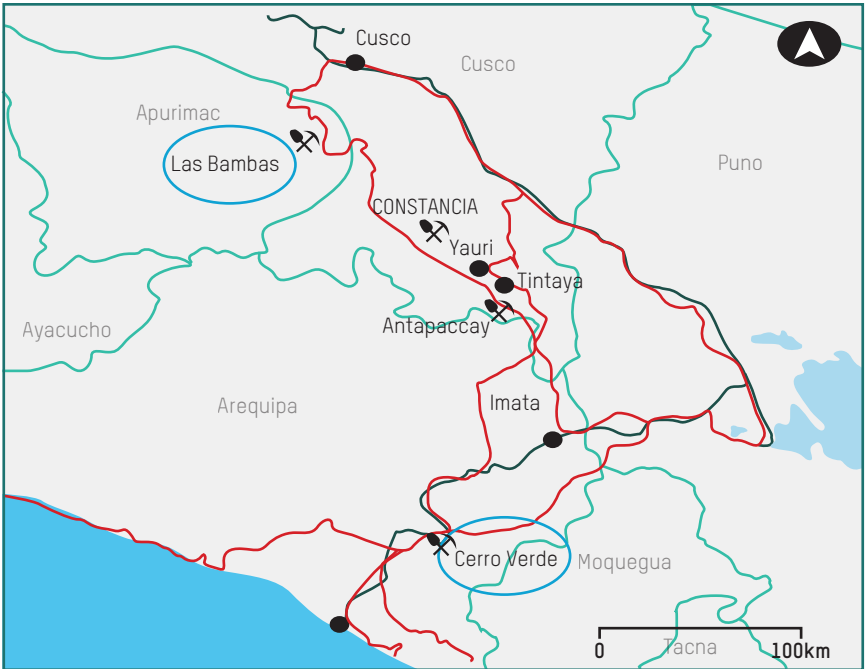 Cusco
Cusco
Apurimac
Puno
Las Bambas
CONSTANCIA
Yauri
Tintaya
Antapaccay
Ayacucho
Imata
Arequipa
Cerro Verde
Moquegua
Tacna
0
100km